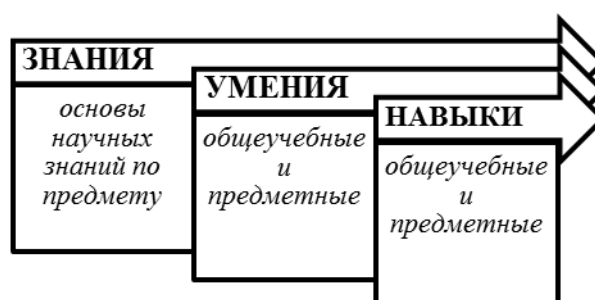 ЗНАНИЯ
основы
научных
знаний по
предмету
УМЕНИЯ
общеучебные
и
предметные
НАВЫКИ
общеучебные
и
предметные